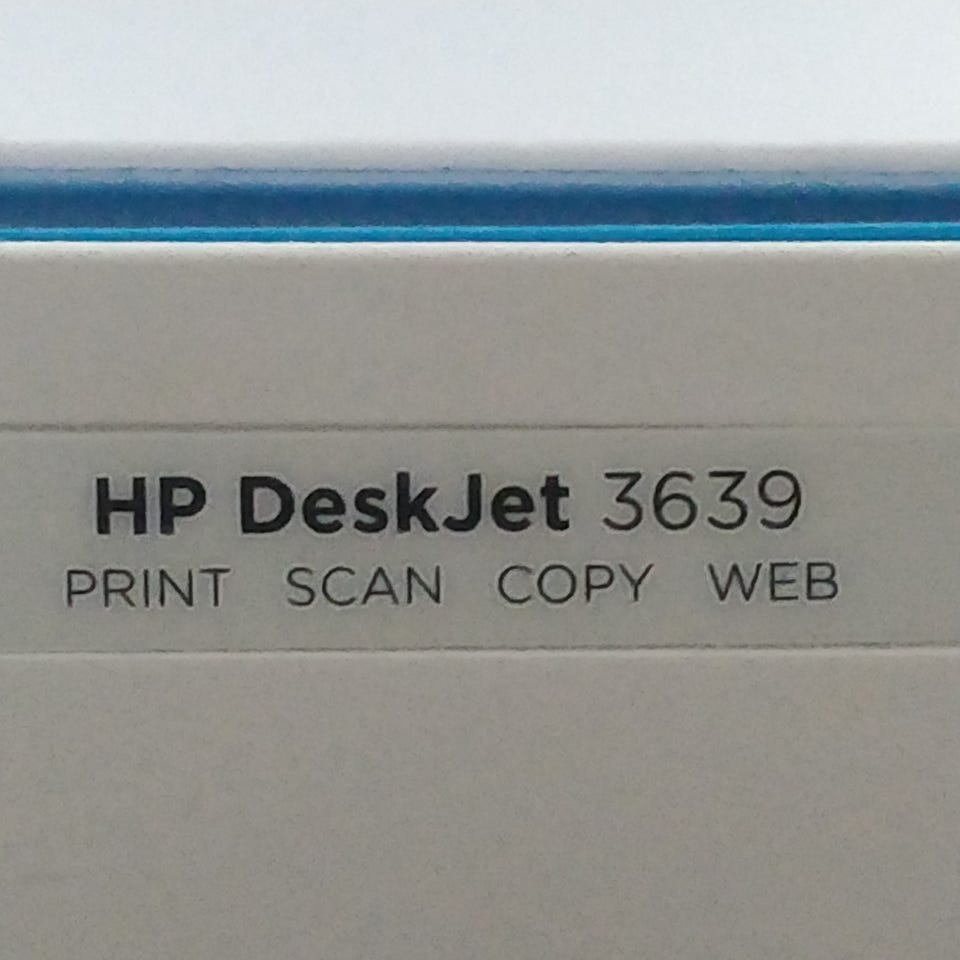 HP DeskJet 3639
PRINT SCAN COPY WEB